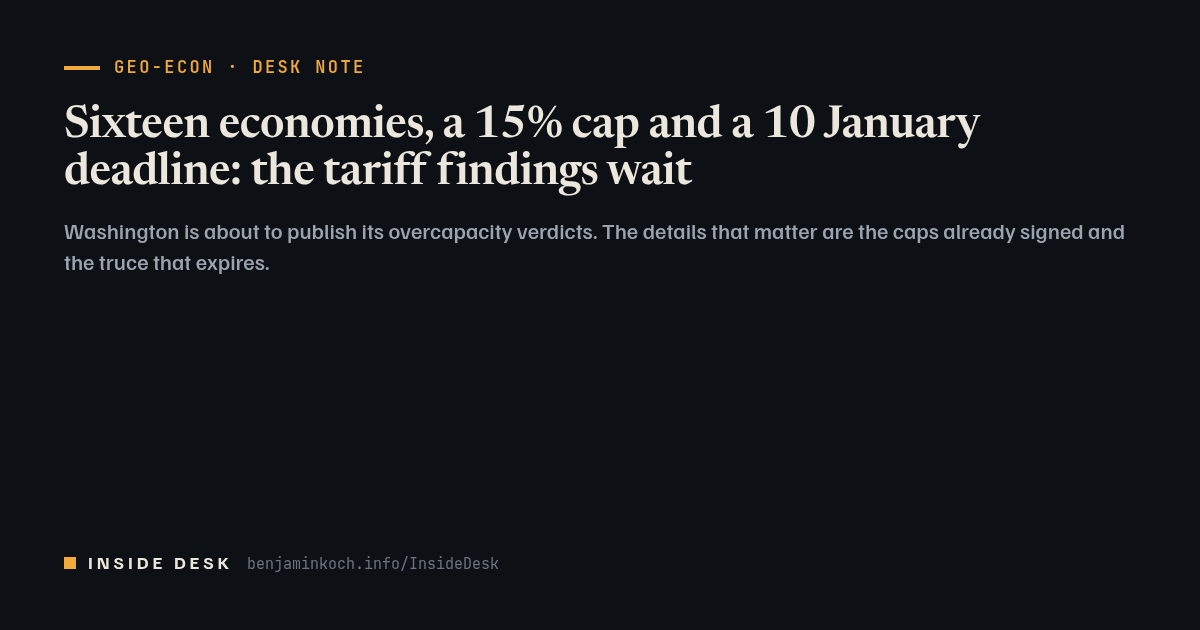 GEO-ECON · DESK NOTE
Sixteen economies, a 15% cap and a 10 January
deadline: the tariff findings wait
Washington is about to publish its overcapacity verdicts. The details that matter are the caps already signed and
the truce that expires.
INSIDE DESK benjaminkoch.info/InsideDesk